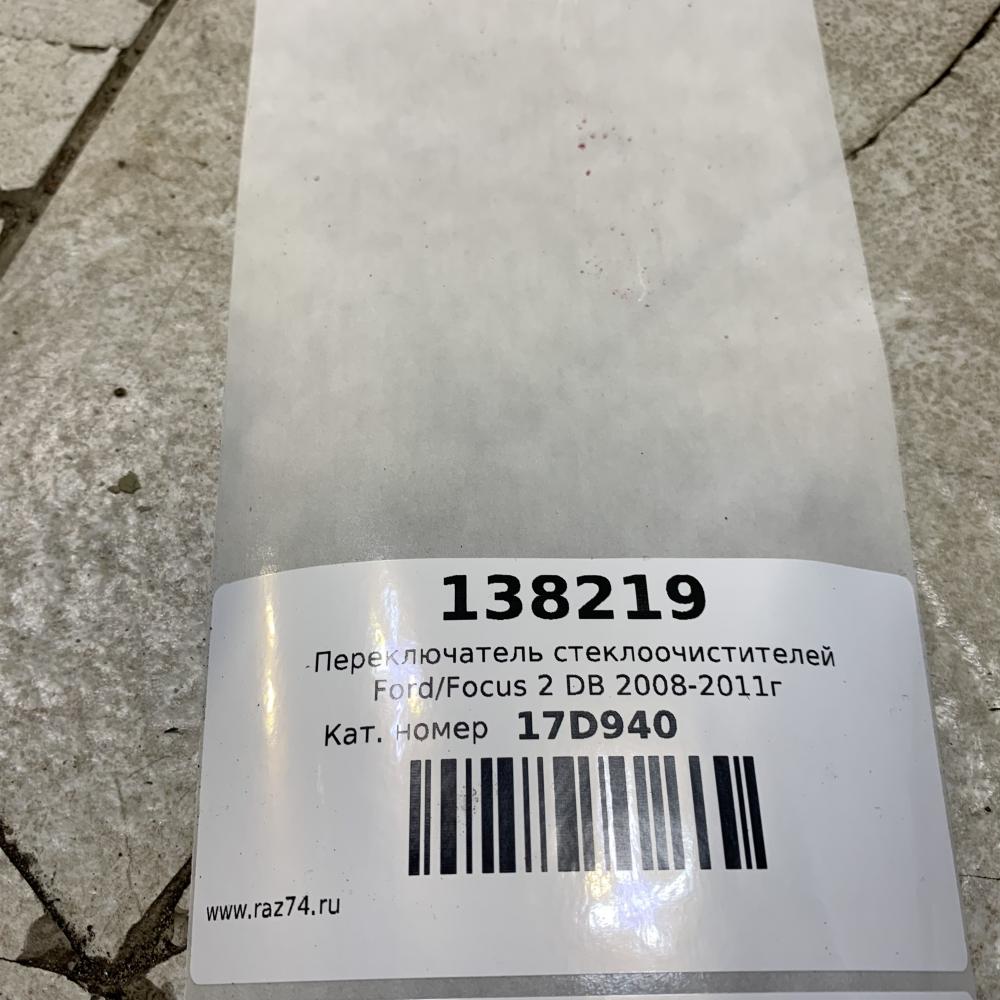 138219
Переключатель стеклоочистителей
Ford/Focus 2 DB 2008-2011г
Кат. номер 17D940
www.raz74.ru